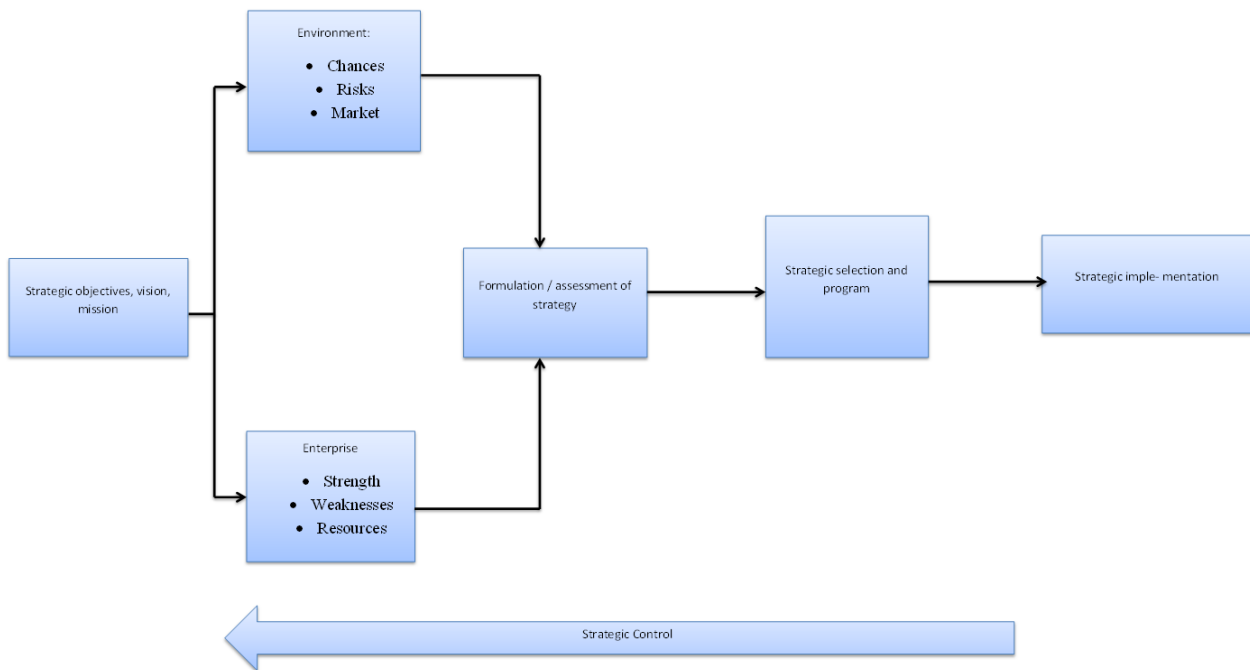 Environment:
• Chances
• Risks
• Market
Strategic objectives, vision,
mission
Formulation / assessment of
strategy
Strategic selection and
program
Strategic imple- mentation
Enterprise
• Strength
• Weaknesses
• Resources
Strategic Control